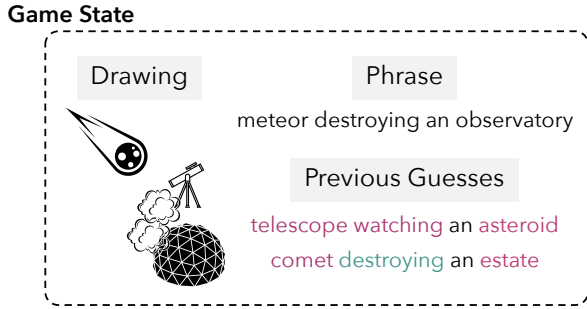 Game State
Drawing
Phrase
meteor destroying an observatory
Previous Guesses
telescope watching an asteroid
comet destroying an estate